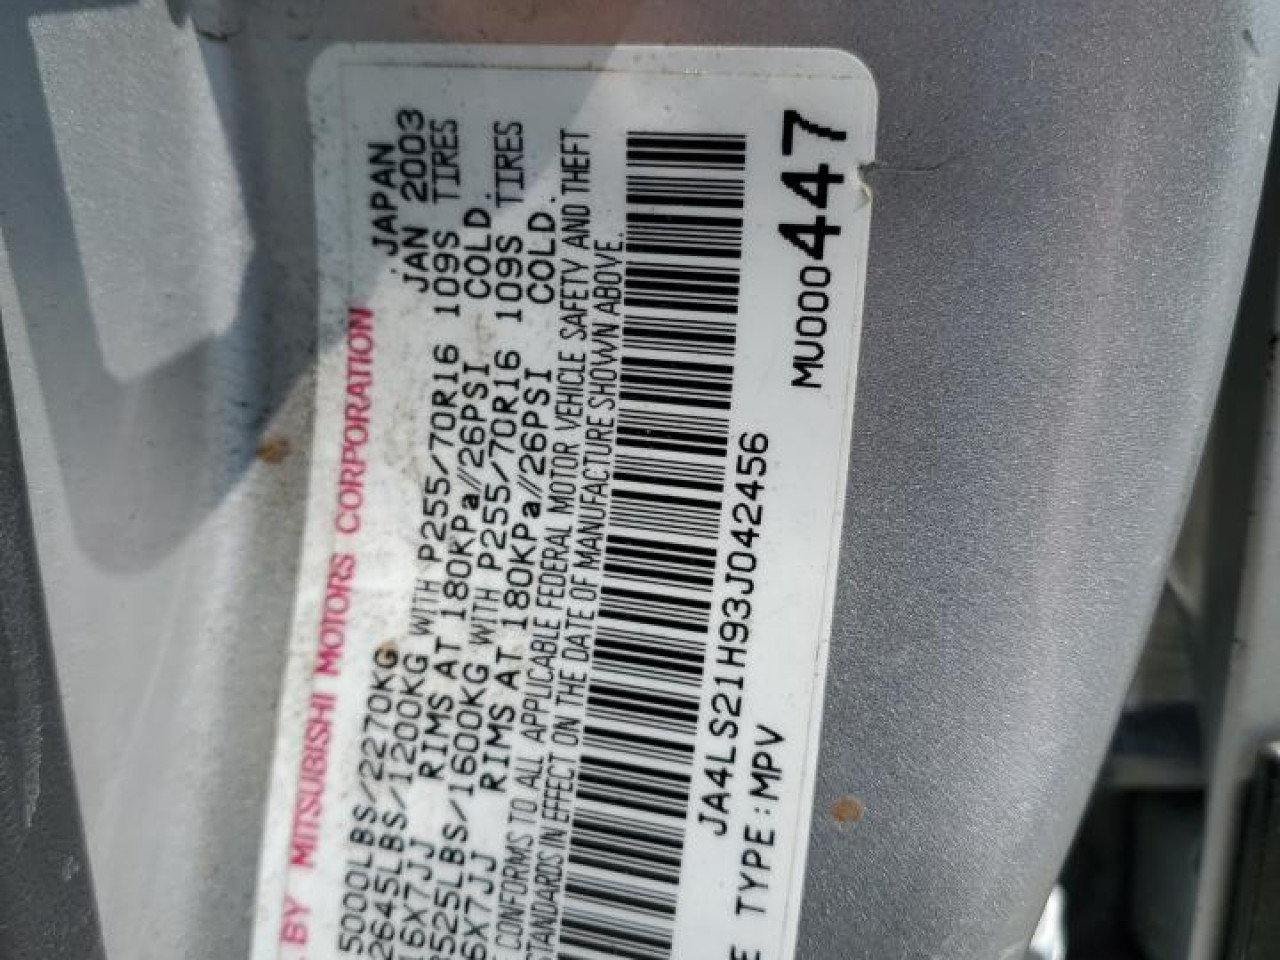 BY MITSUBISHI MOTORS CORPORATION
JAPAN
5000LBS/2270KG JAN 2003
2645LBS/1200KG WITH P255/70R16 109S TIRES
16X7JJ RIMS AT 180KPa//26PSI COLD.
3525LBS/1600KG WITH P255/70R16 109S TIRES
6X7JJ RIMS AT 180KPa//26PSI COLD.
CONFORMS TO ALL APPLICABLE FEDERAL MOTOR VEHICLE SAFETY AND THEFT
STANDARDS IN EFFECT ON THE DATE OF MANUFACTURE SHOWN ABOVE.
JA4LS21H93J042456
E TYPE:MPV
MU000447